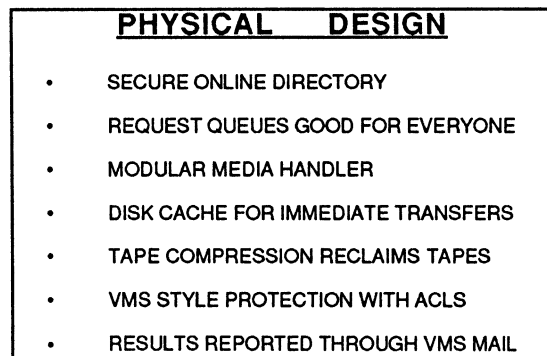 PHYSICAL DESIGN
• SECURE ONLINE DIRECTORY
• REQUEST QUEUES GOOD FOR EVERYONE
• MODULAR MEDIA HANDLER
• DISK CACHE FOR IMMEDIATE TRANSFERS
• TAPE COMPRESSION RECLAIMS TAPES
• VMS STYLE PROTECTION WITH ACLS
• RESULTS REPORTED THROUGH VMS MAIL